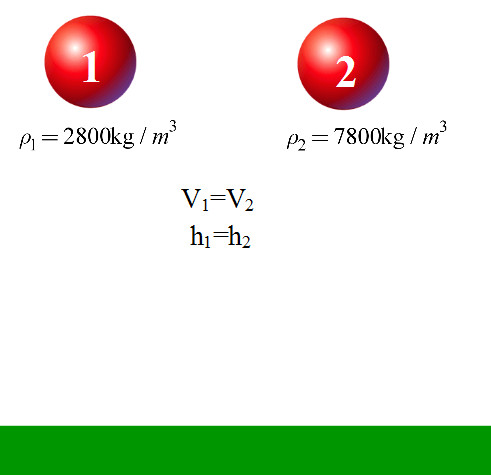 1
2
ρ₁ = 2800kg / m³
ρ₂ = 7800kg / m³
V₁=V₂
h₁=h₂